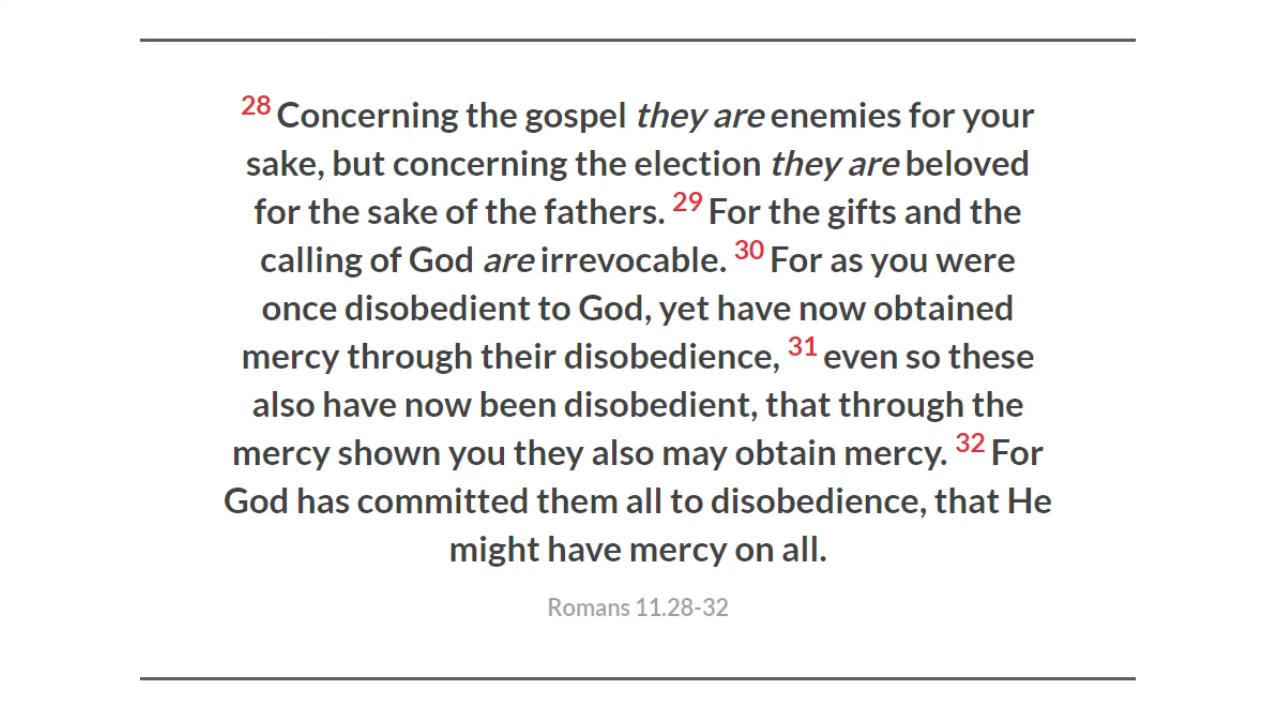 28 Concerning the gospel they are enemies for your
sake, but concerning the election they are beloved
for the sake of the fathers. 29 For the gifts and the
calling of God are irrevocable. 30 For as you were
once disobedient to God, yet have now obtained
mercy through their disobedience, 31 even so these
also have now been disobedient, that through the
mercy shown you they also may obtain mercy. 32 For
God has committed them all to disobedience, that He
might have mercy on all.
Romans 11.28-32